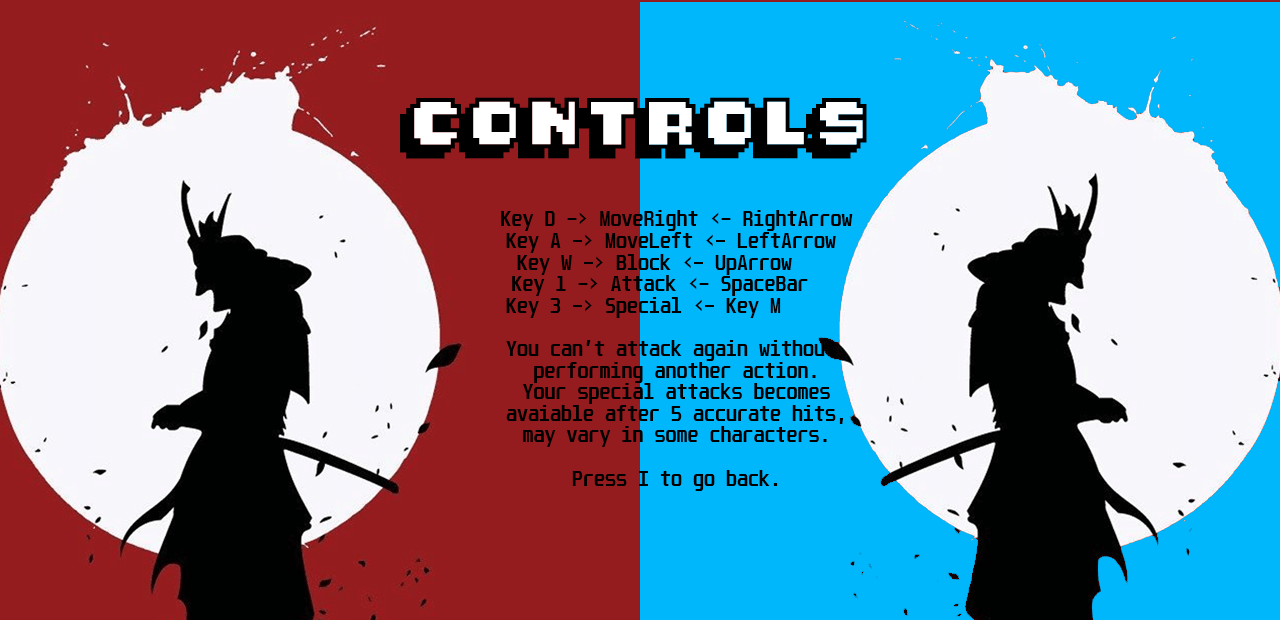 CONTROLS
Key D -> MoveRight <- RightArrow
Key A -> MoveLeft <- LeftArrow
Key W -> Block <- UpArrow
Key 1 -> Attack <- SpaceBar
Key 3 -> Special <- Key M
You can't attack again without
performing another action.
Your special attacks becomes
avaiable after 5 accurate hits,
may vary in some characters.
Press I to go back.